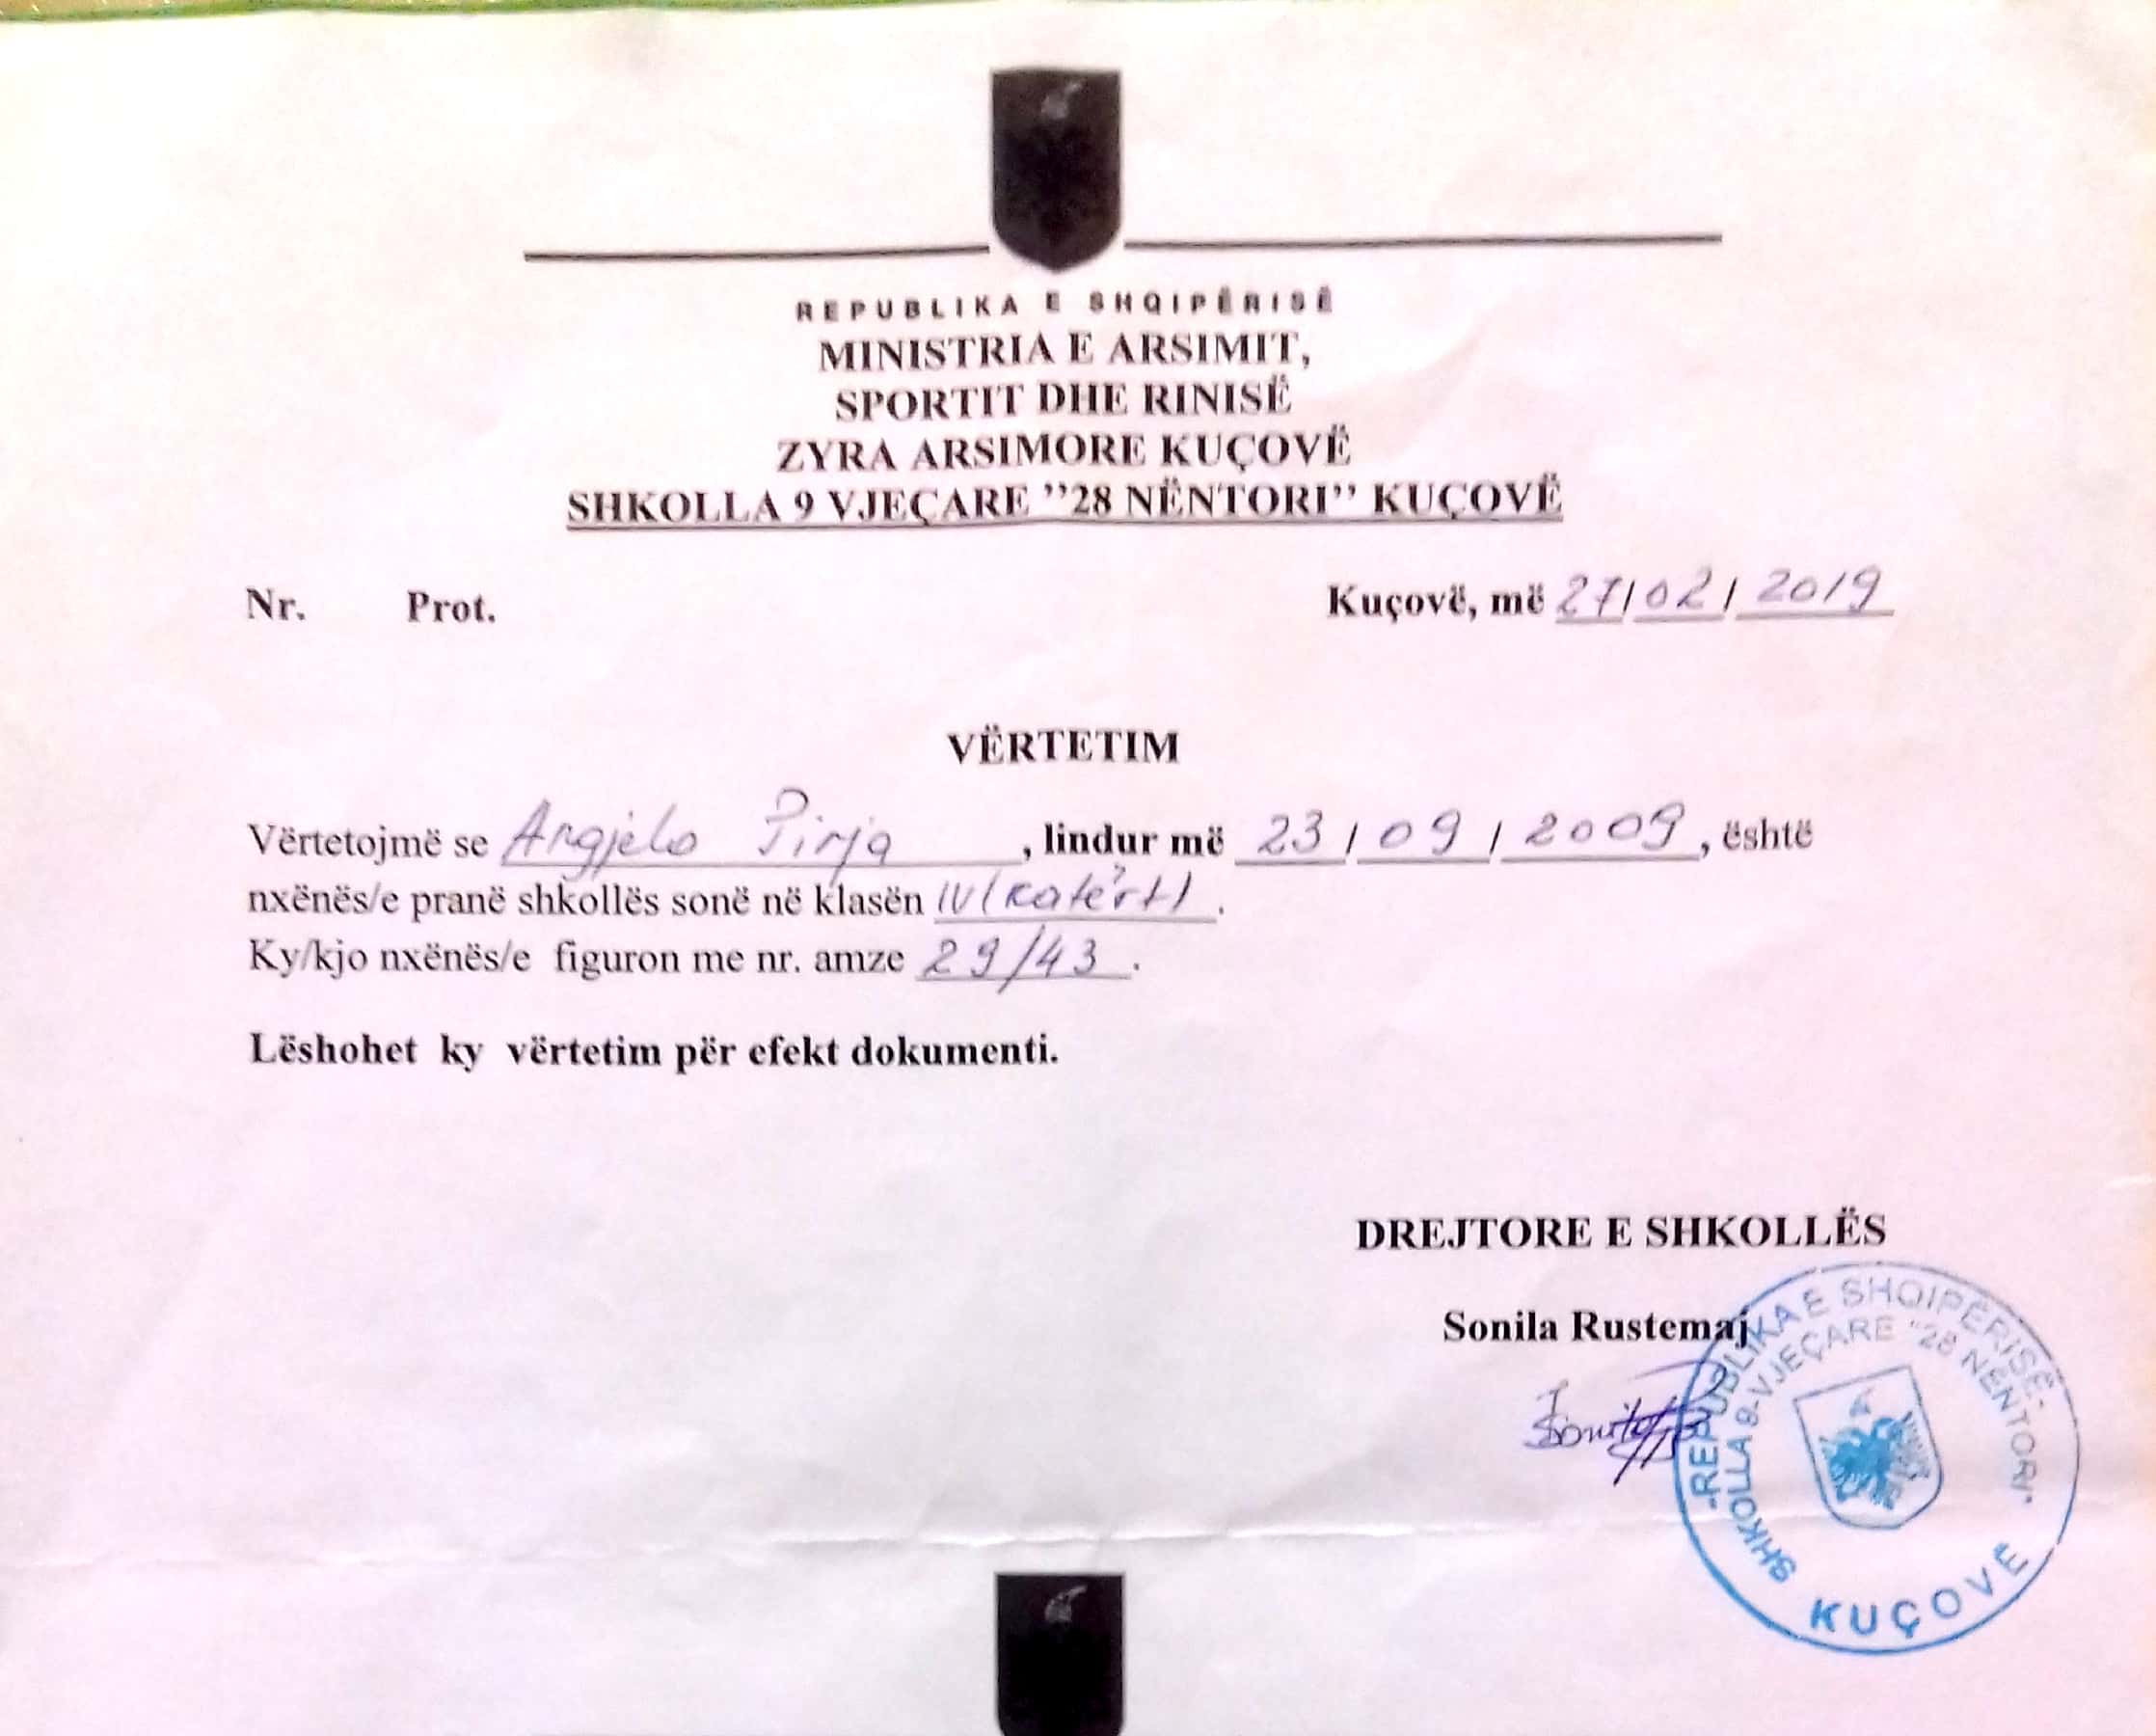 REPUBLIKA E SHQIPËRISË
MINISTRIA E ARSIMIT,
SPORTIT DHE RINISË
ZYRA ARSIMORE KUÇOVË
SHKOLLA 9 VJEÇARE ”28 NËNTORI” KUÇOVË
Nr. Prot. Kuçovë, më 27/02/2019
VËRTETIM
Vërtetojmë se Angjelo Pirja, lindur më 23/09/2009, është
nxënës/e pranë shkollës sonë në klasën IV(katërt).
Ky/kjo nxënës/e figuron me nr. amze 29/43.
Lëshohet ky vërtetim për efekt dokumenti.
DREJTORE E SHKOLLËS
Sonila Rustemaj
-REPUBLIKA E SHQIPËRISË-
SHKOLLA 9-VJEÇARE "28 NËNTORI"
KUÇOVË